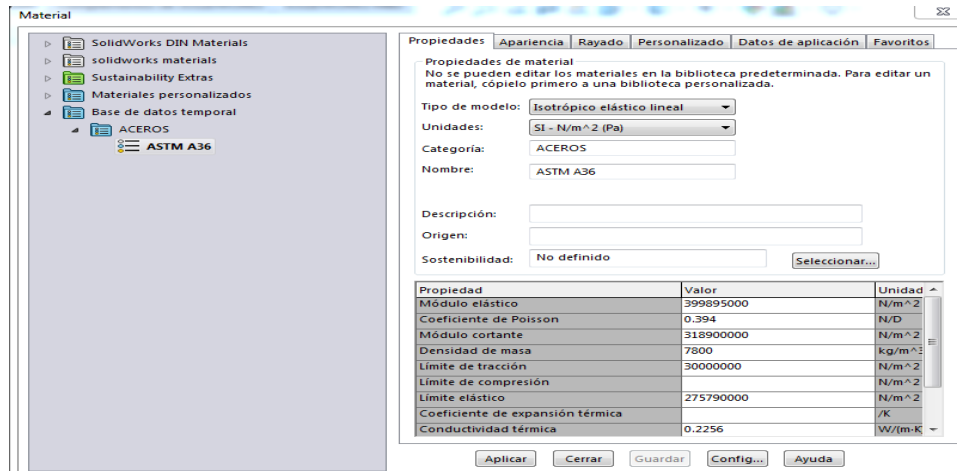 Material
SolidWorks DIN Materials
solidworks materials
Sustainability Extras
Materiales personalizados
Base de datos temporal
ACEROS
ASTM A36
Propiedades Apariencia Rayado Personalizado Datos de aplicación Favoritos
Propiedades de material
No se pueden editar los materiales en la biblioteca predeterminada. Para editar un
material, cópielo primero a una biblioteca personalizada.
Tipo de modelo: Isotrópico elástico lineal
Unidades: SI - N/m^2 (Pa)
Categoría: ACEROS
Nombre: ASTM A36
Descripción:
Origen:
Sostenibilidad: No definido Seleccionar...
Propiedad Valor Unidad
Módulo elástico 399895000 N/m^2
Coeficiente de Poisson 0.394 N/D
Módulo cortante 318900000 N/m^2
Densidad de masa 7800 kg/m^3
Límite de tracción 30000000 N/m^2
Límite de compresión N/m^2
Límite elástico 275790000 N/m^2
Coeficiente de expansión térmica /K
Conductividad térmica 0.2256 W/(m·K
Aplicar Cerrar Guardar Config... Ayuda